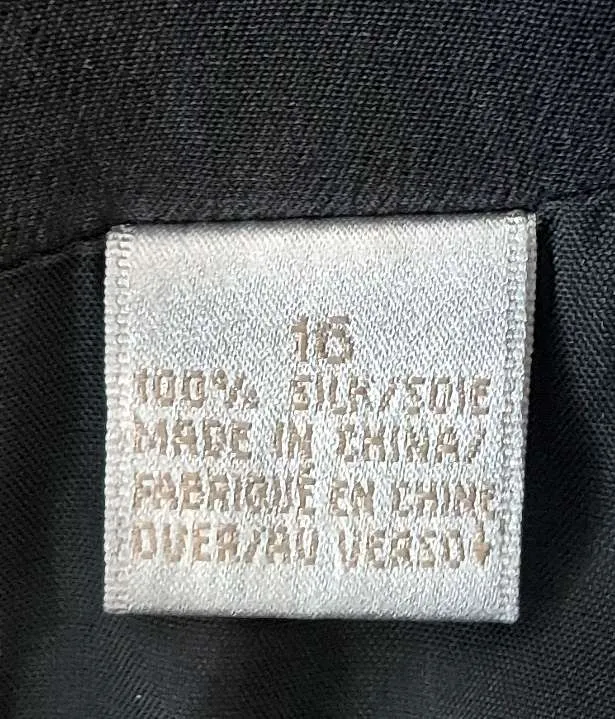 16
100% SILK/SOIE
MADE IN CHINA/
FABRIQUÉ EN CHINE
OVER/AU VERSO